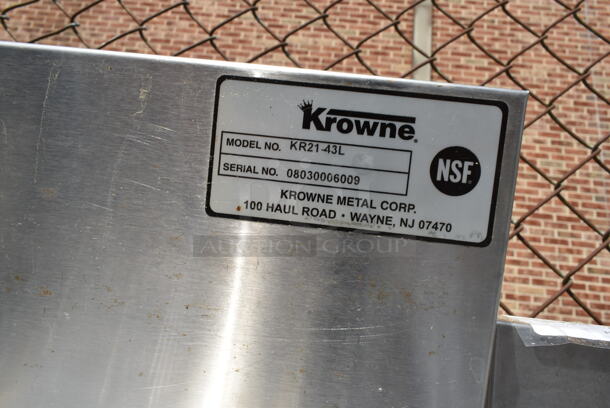 Krowne®
MODEL NO. KR21-43L
SERIAL NO. 08030006009
NSF®
KROWNE METAL CORP.
100 HAUL ROAD · WAYNE, NJ 07470
AUCTION GROUP